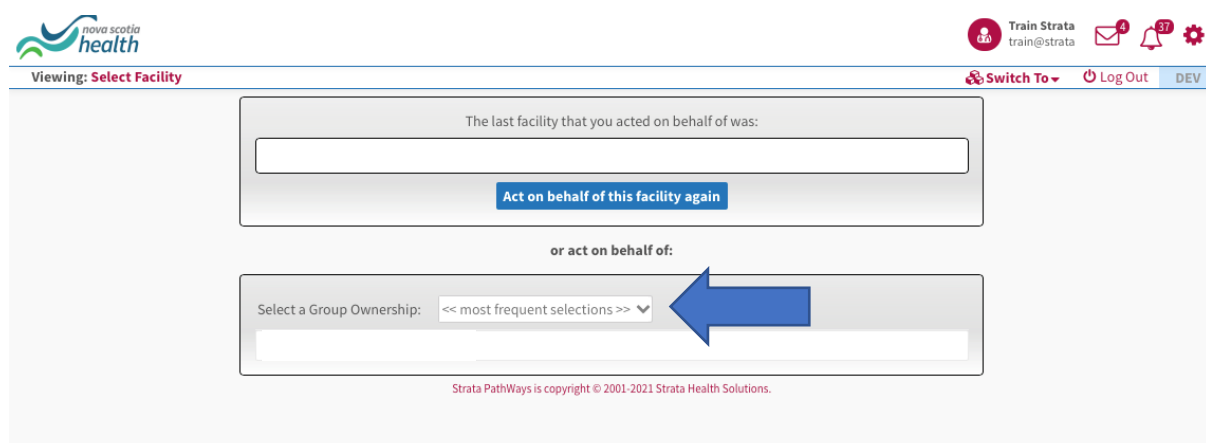 nova scotia
health
Train Strata
train@strata
4
37
Viewing: Select Facility
Switch To
Log Out
DEV
The last facility that you acted on behalf of was:
Act on behalf of this facility again
or act on behalf of:
Select a Group Ownership: << most frequent selections >>
Strata PathWays is copyright © 2001-2021 Strata Health Solutions.